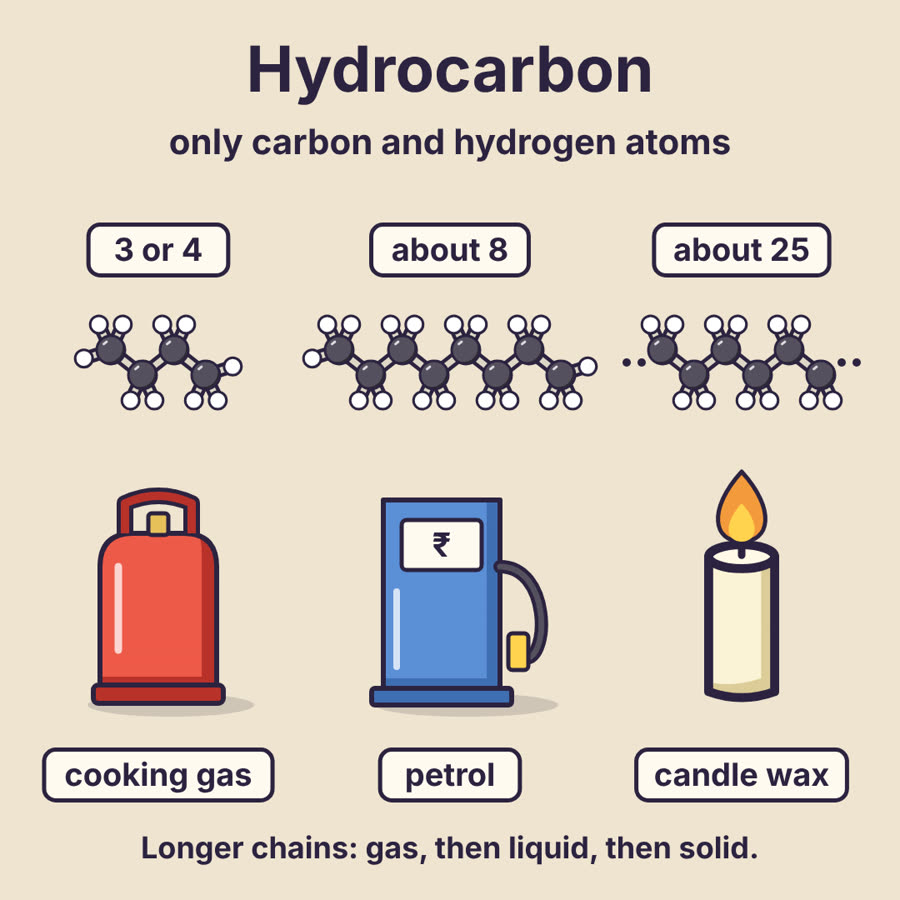 Hydrocarbon
only carbon and hydrogen atoms
3 or 4
about 8
about 25
₹
cooking gas
petrol
candle wax
Longer chains: gas, then liquid, then solid.